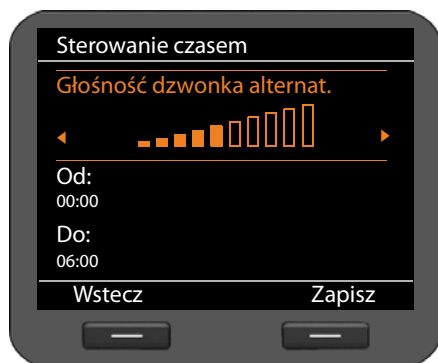 Sterowanie czasem
Głośność dzwonka alternat.
Od:
00:00
Do:
06:00
Wstecz Zapisz